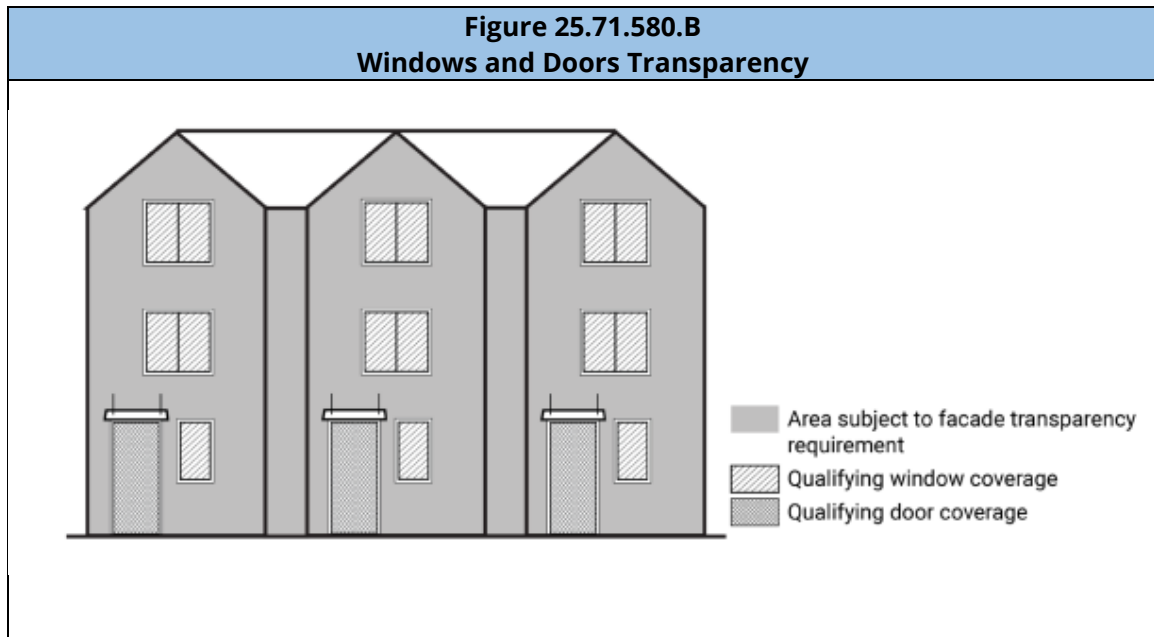 Figure 25.71.580.B
Windows and Doors Transparency
Area subject to facade transparency
requirement
Qualifying window coverage
Qualifying door coverage